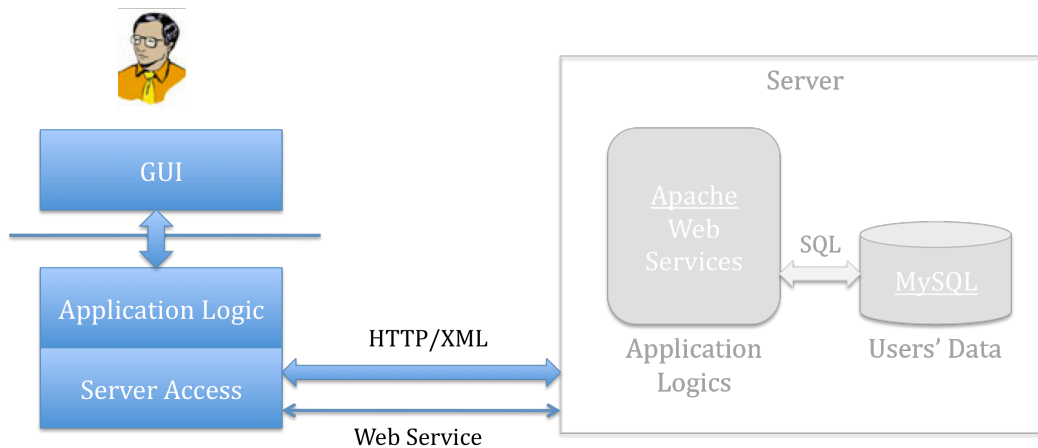 Server
GUI
Apache
Web
Services
SQL
MySQL
Application Logic
Server Access
HTTP/XML
Web Service
Application
Logics
Users’ Data